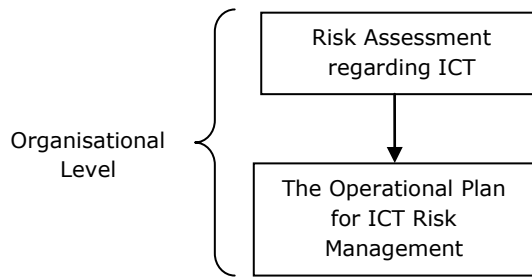 Risk Assessment
regarding ICT
Organisational
Level
The Operational Plan
for ICT Risk
Management